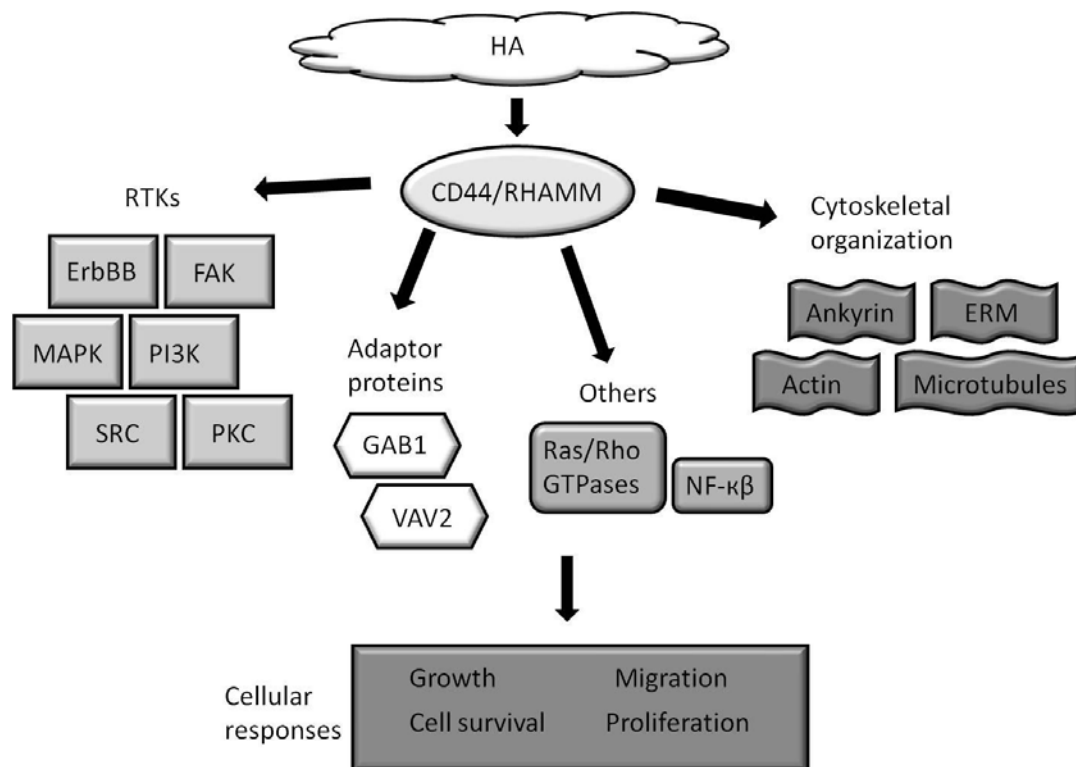 HA
CD44/RHAMM
RTKs
ErbBB
FAK
MAPK
PI3K
SRC
PKC
Adaptor
proteins
GAB1
VAV2
Others
Ras/Rho
GTPases
NF-κβ
Cytoskeletal
organization
Ankyrin
ERM
Actin
Microtubules
Cellular
responses
Growth
Migration
Cell survival
Proliferation